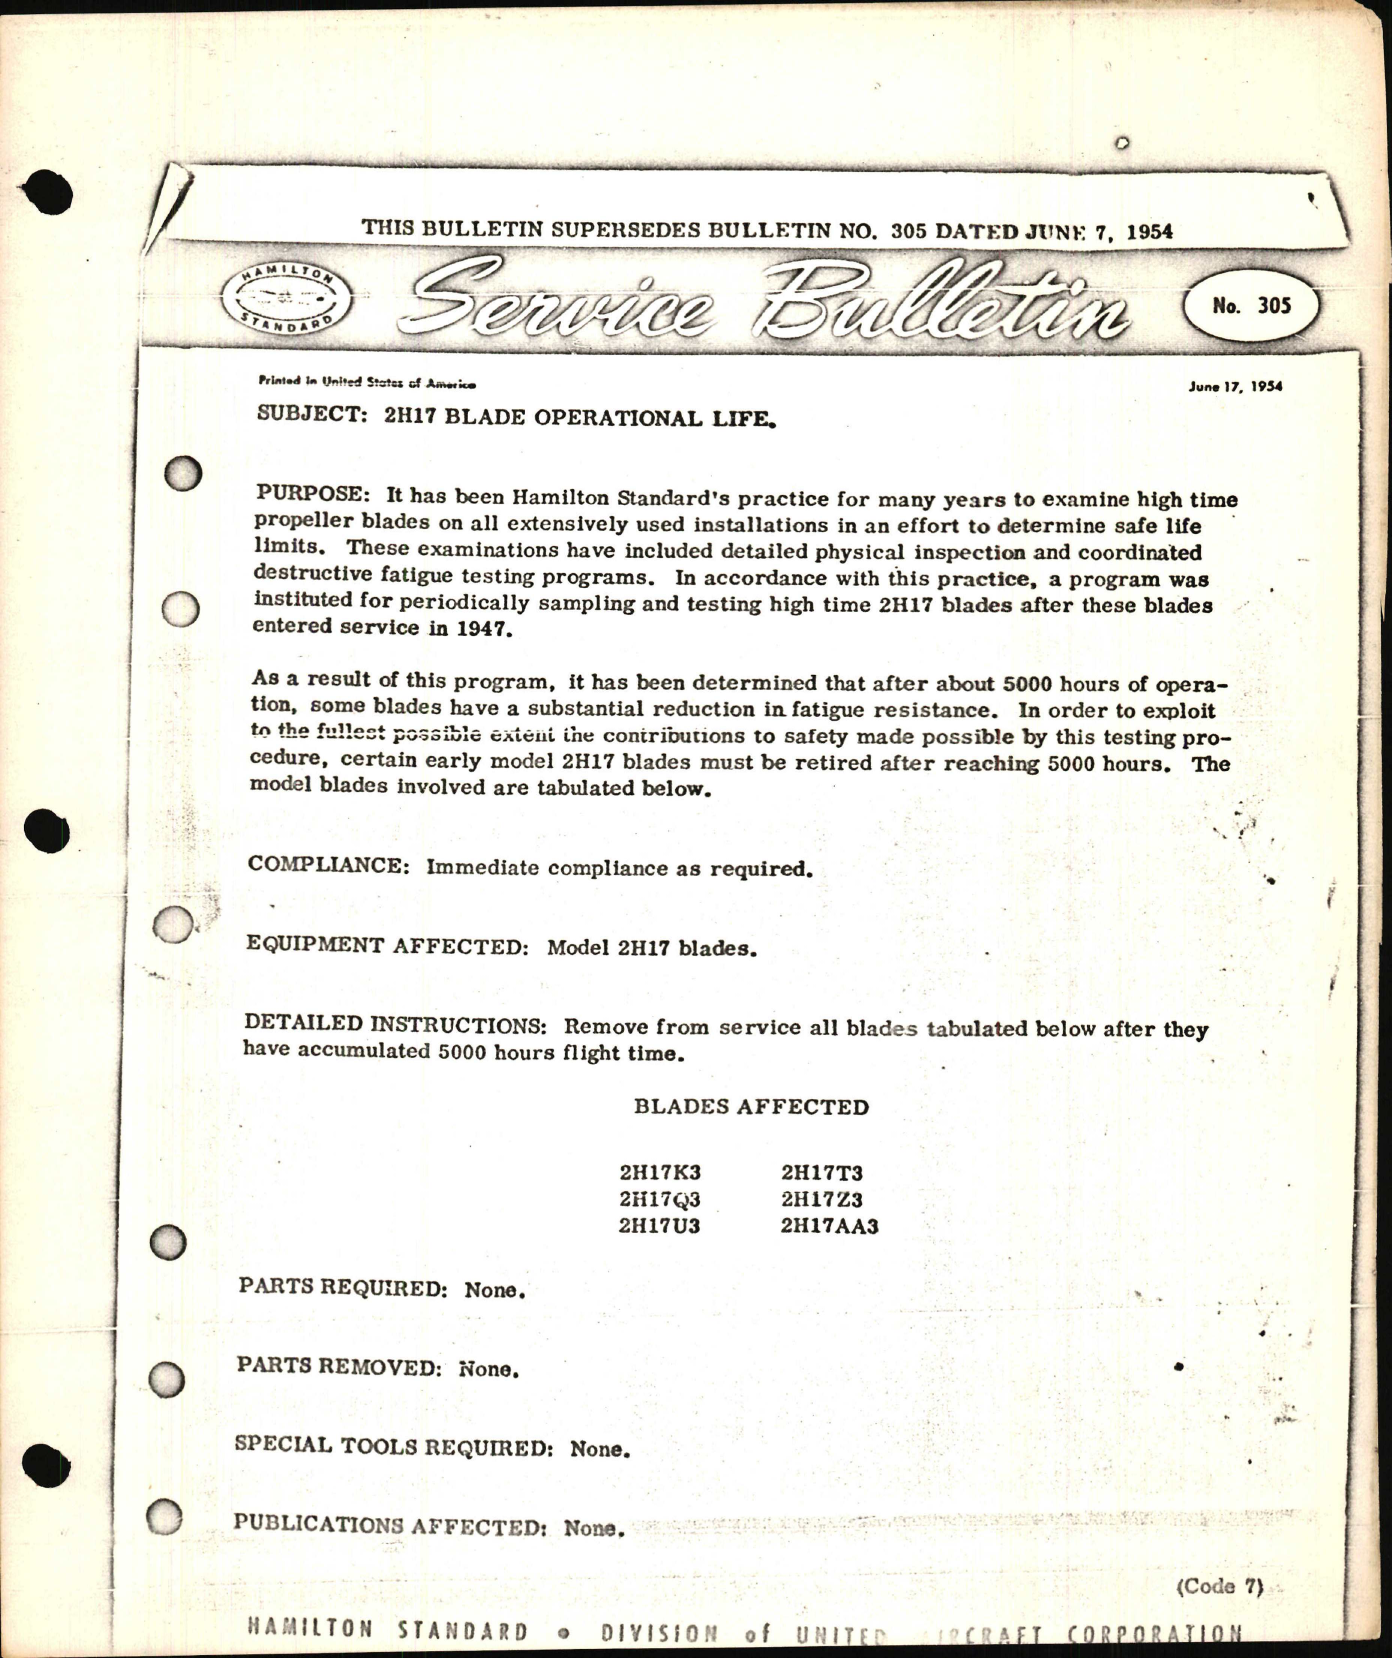 THIS BULLETIN SUPERSEDES BULLETIN NO. 305 DATED JUNE 7, 1954
HAMILTON
STANDARD
Service Bulletin
No. 305
Printed in United States of America
June 17, 1954
SUBJECT: 2H17 BLADE OPERATIONAL LIFE.
PURPOSE: It has been Hamilton Standard's practice for many years to examine high time
propeller blades on all extensively used installations in an effort to determine safe life
limits. These examinations have included detailed physical inspection and coordinated
destructive fatigue testing programs. In accordance with this practice, a program was
instituted for periodically sampling and testing high time 2H17 blades after these blades
entered service in 1947.
As a result of this program, it has been determined that after about 5000 hours of opera-
tion, some blades have a substantial reduction in fatigue resistance. In order to exploit
to the fullest possible extent the contributions to safety made possible by this testing pro-
cedure, certain early model 2H17 blades must be retired after reaching 5000 hours. The
model blades involved are tabulated below.
COMPLIANCE: Immediate compliance as required.
EQUIPMENT AFFECTED: Model 2H17 blades.
DETAILED INSTRUCTIONS: Remove from service all blades tabulated below after they
have accumulated 5000 hours flight time.
BLADES AFFECTED
2H17K3 2H17T3
2H17Q3 2H17Z3
2H17U3 2H17AA3
PARTS REQUIRED: None.
PARTS REMOVED: None.
SPECIAL TOOLS REQUIRED: None.
PUBLICATIONS AFFECTED: None.
(Code 7)
HAMILTON STANDARD • DIVISION of UNITED AIRCRAFT CORPORATION